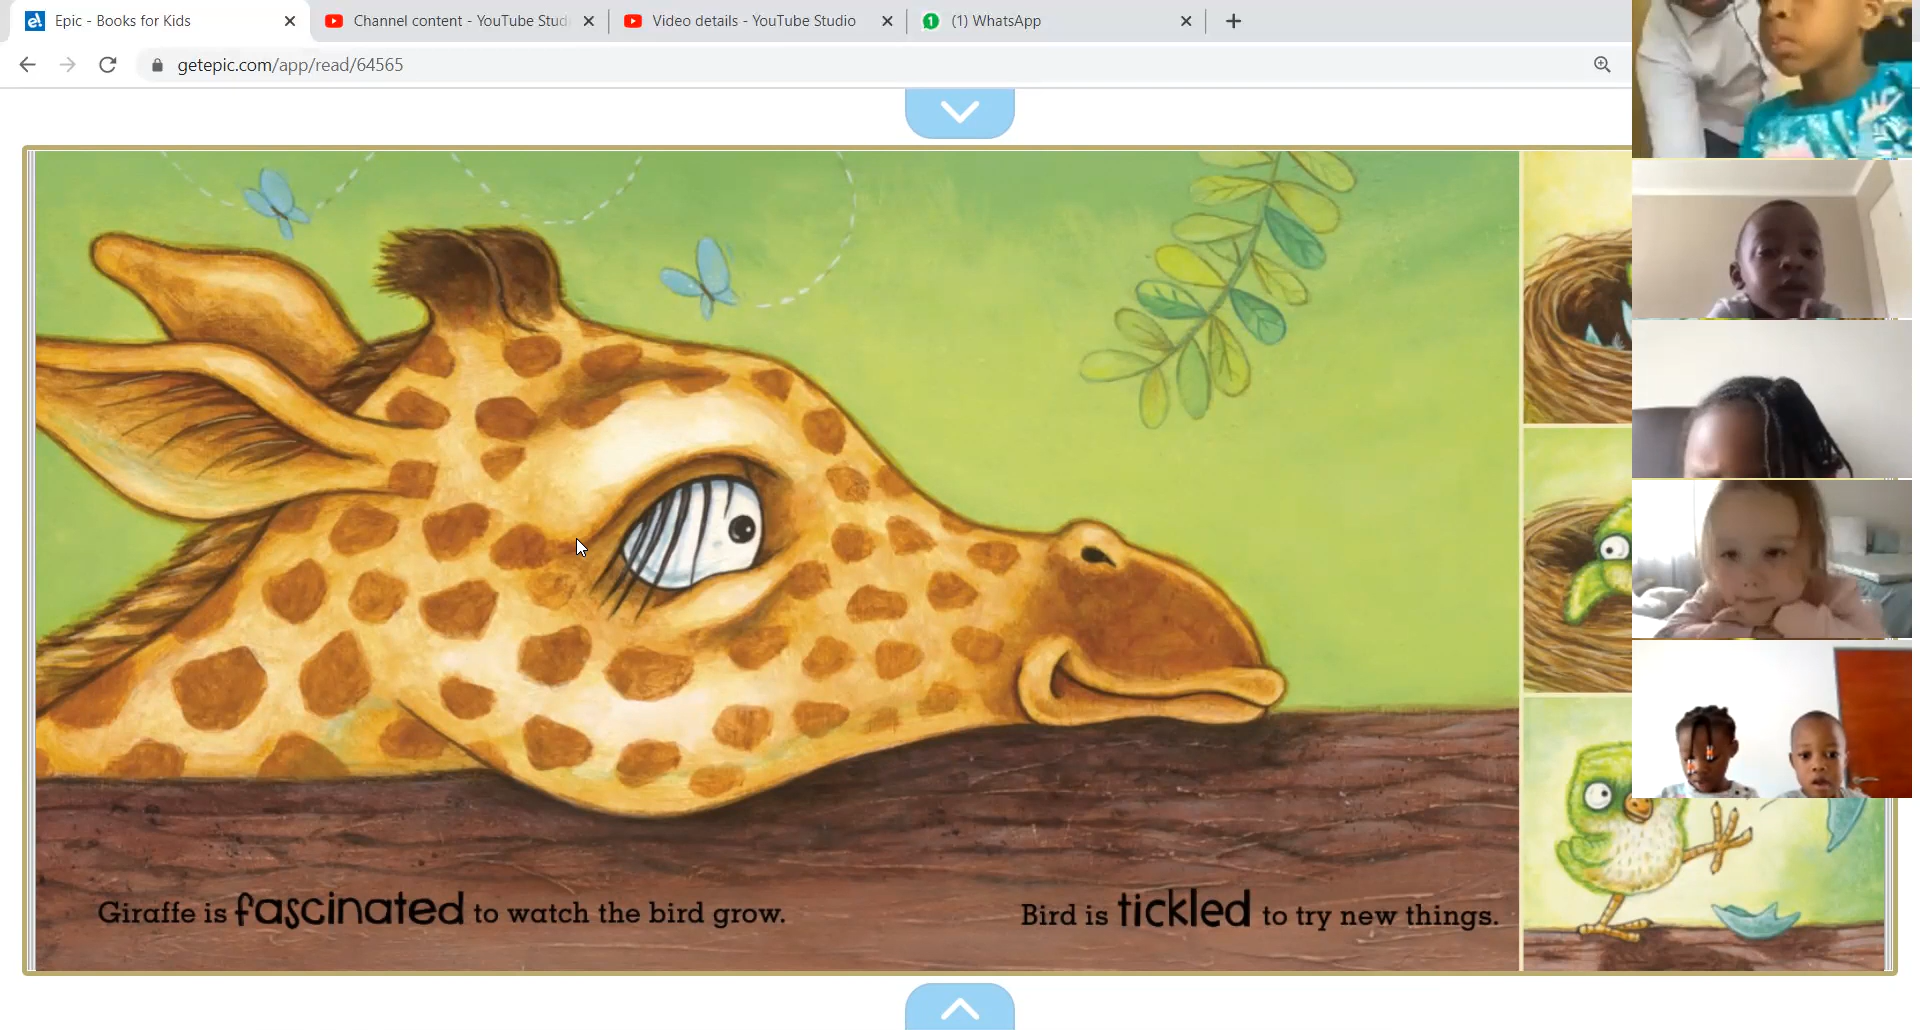 Epic - Books for Kids
Channel content - YouTube Stud
Video details - YouTube Studio
1 (1) WhatsApp
getepic.com/app/read/64565
Giraffe is fascinated to watch the bird grow.
Bird is tickled to try new things.